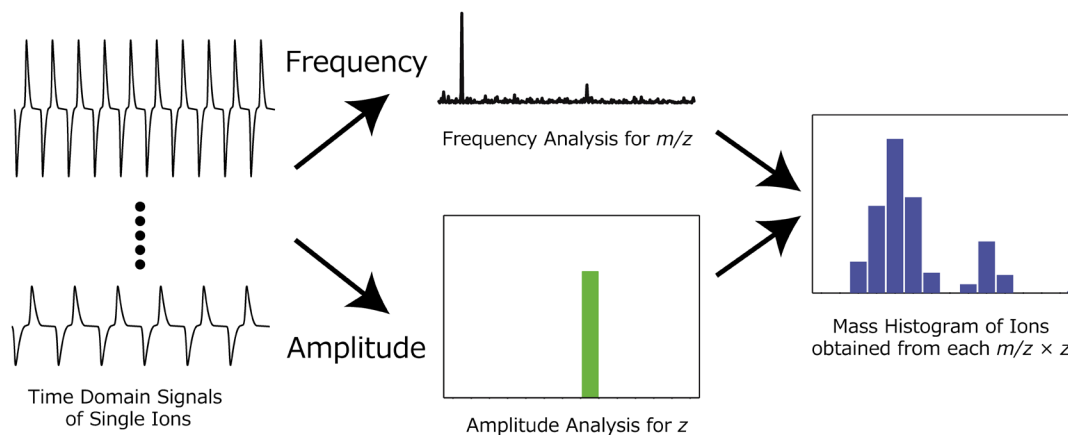 Frequency
Frequency Analysis for m/z
Time Domain Signals
of Single Ions
Amplitude
Amplitude Analysis for z
Mass Histogram of Ions
obtained from each m/z × z